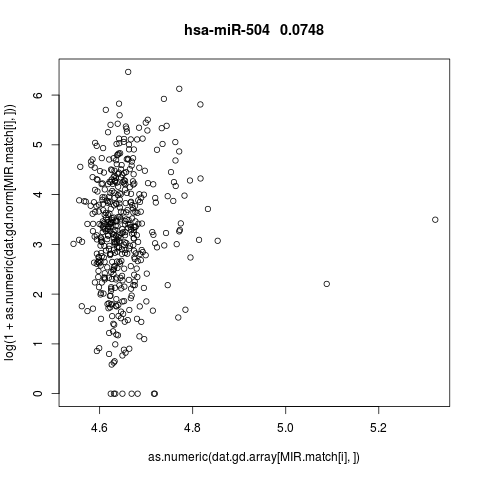 hsa-miR-504 0.0748
log(1 + as.numeric(dat.gd.norm[MIR.match[i], ]))
6
5
4
3
2
1
0
4.6 4.8 5.0 5.2
as.numeric(dat.gd.array[MIR.match[i], ])